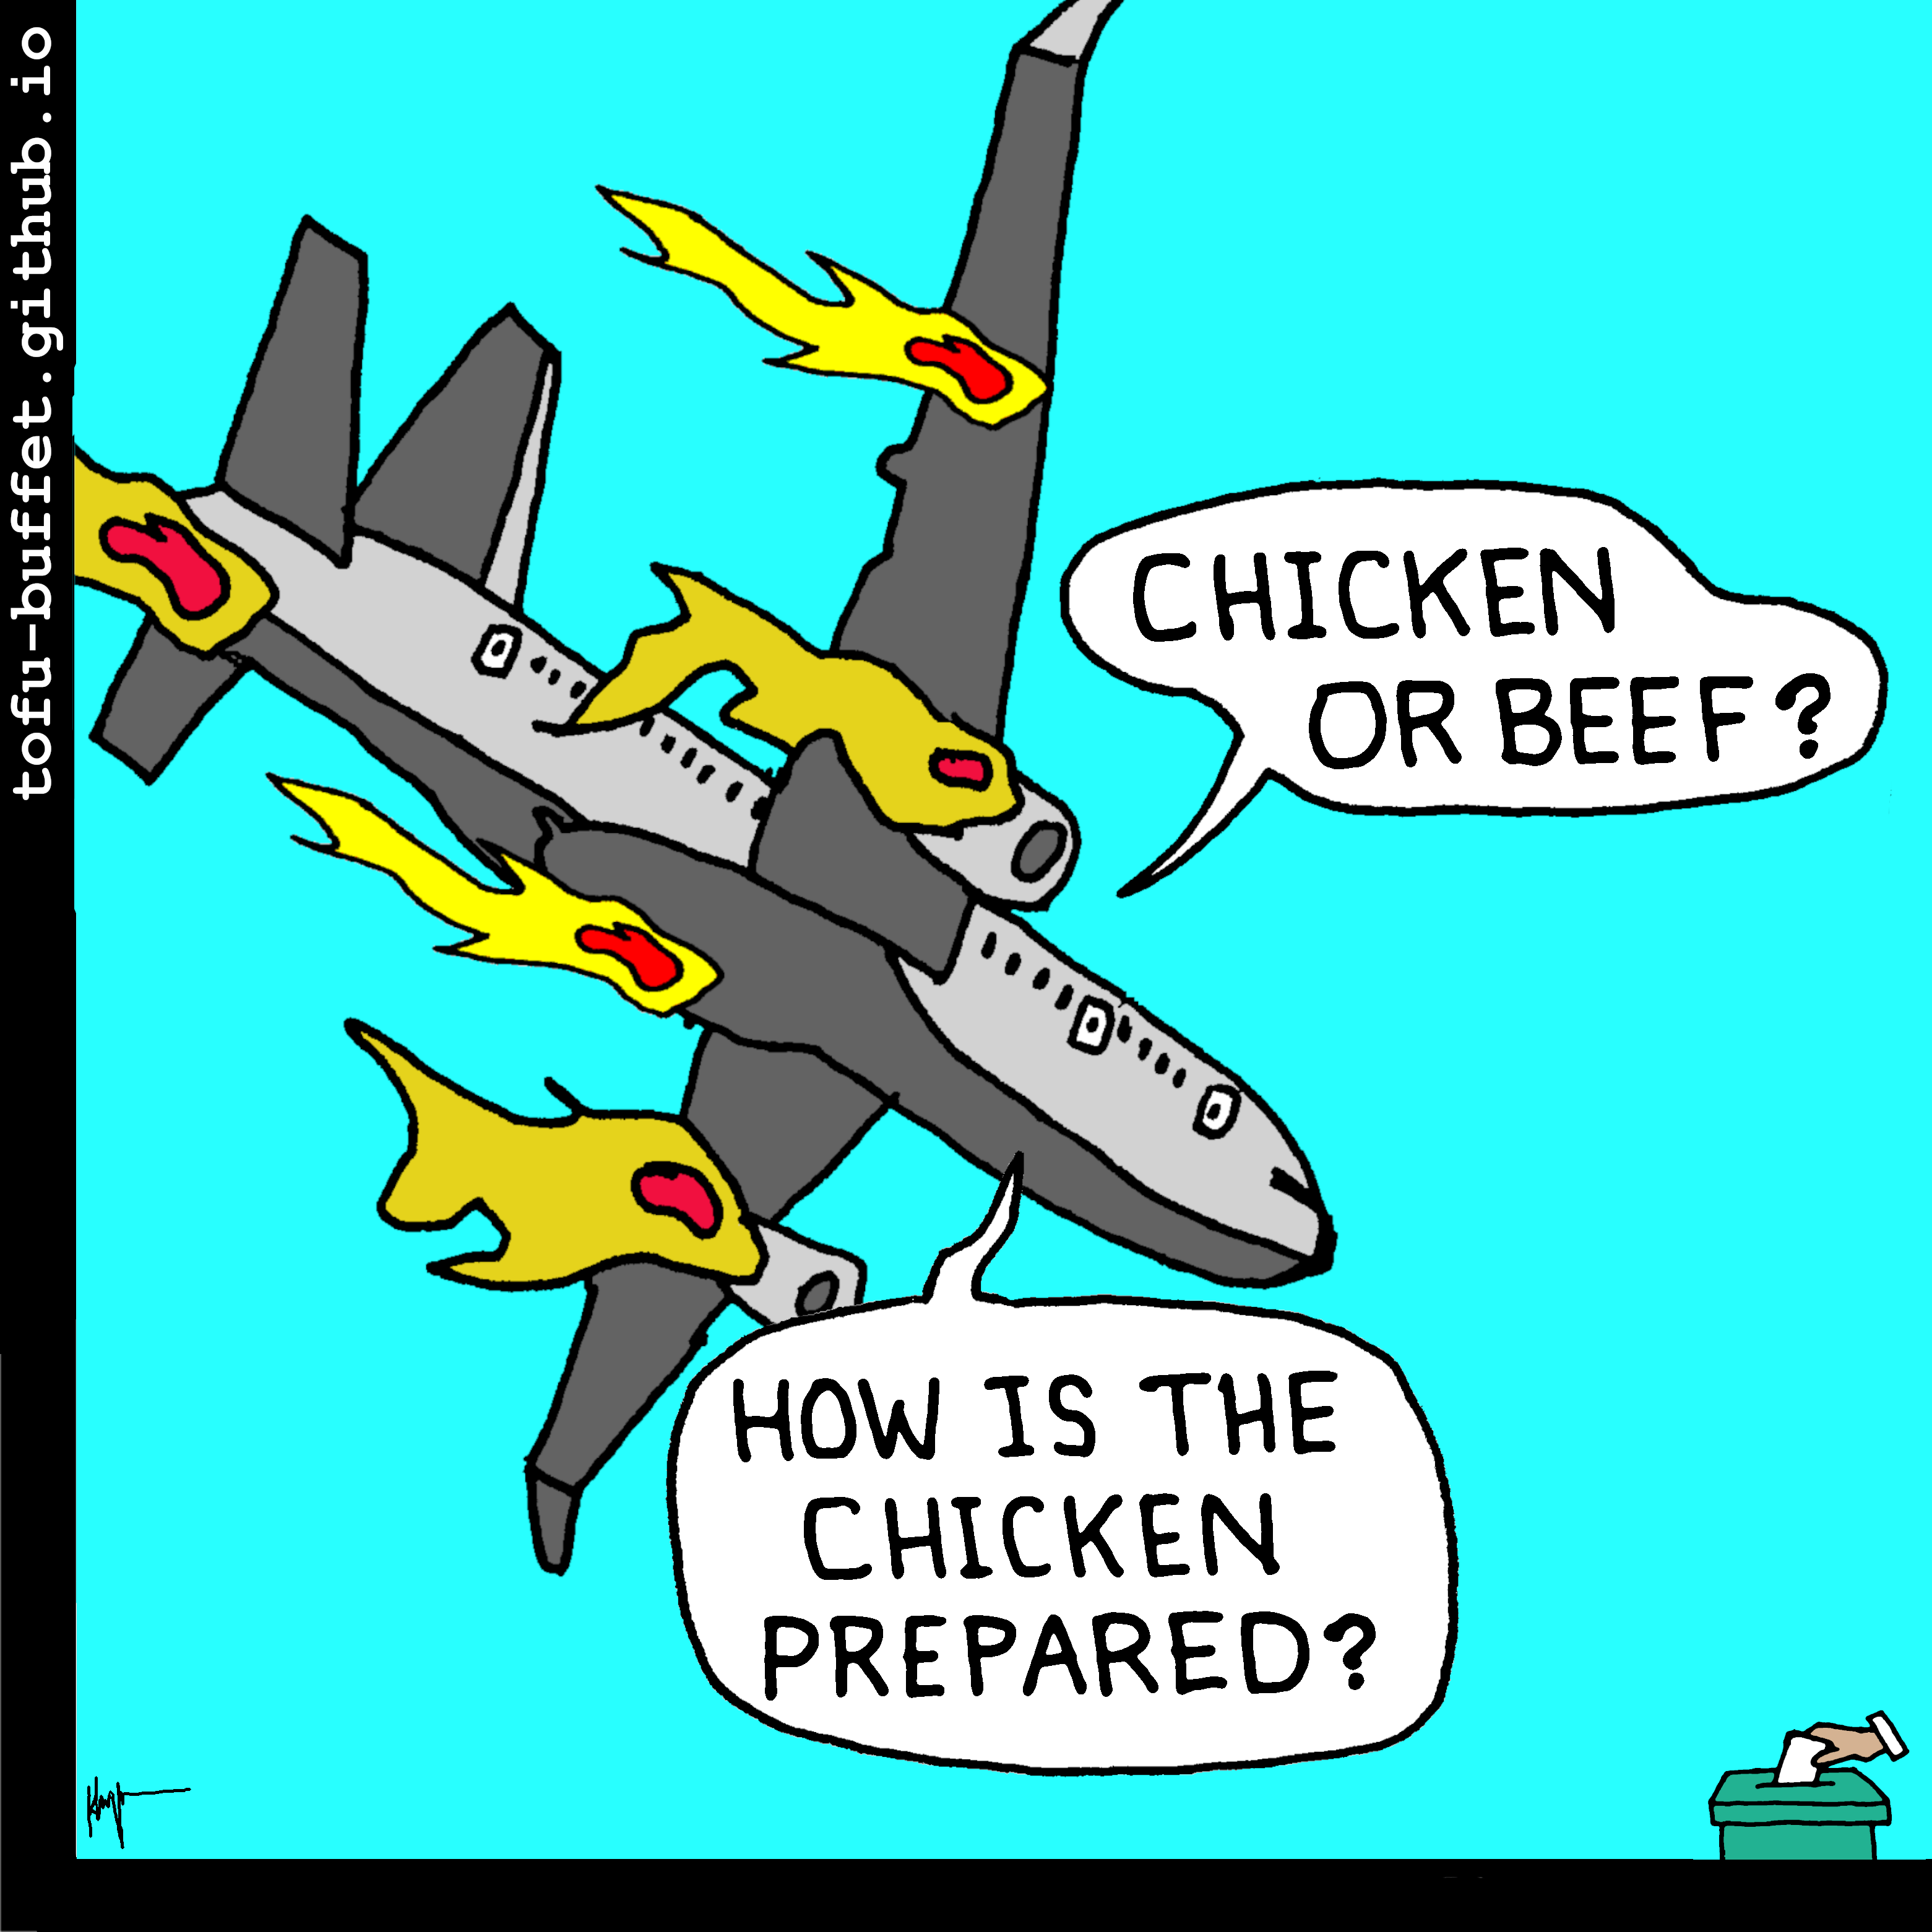 tofu-buffet.github.io
CHICKEN
OR BEEF?
HOW IS THE
CHICKEN
PREPARED?